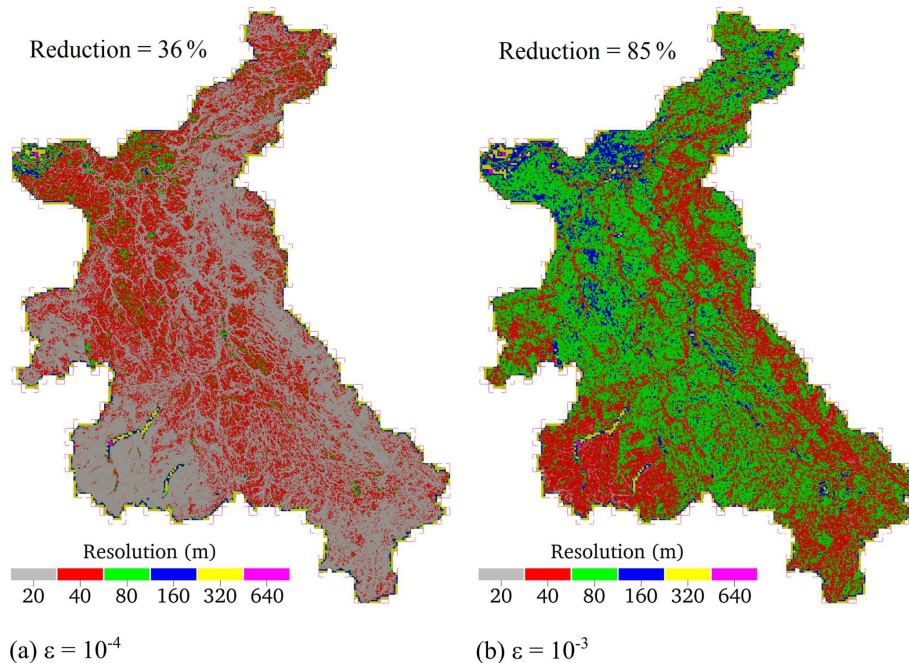 Reduction = 36 %
Reduction = 85 %
Resolution (m)
20 40 80 160 320 640
Resolution (m)
20 40 80 160 320 640
(a) ε = 10⁻⁴
(b) ε = 10⁻³